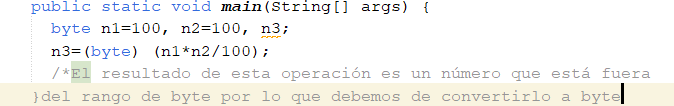 public static void main(String[] args) {
byte n1=100, n2=100, n3;
n3=(byte) (n1*n2/100);
/*El resultado de esta operación es un número que está fuera
}del rango de byte por lo que debemos de convertirlo a byte